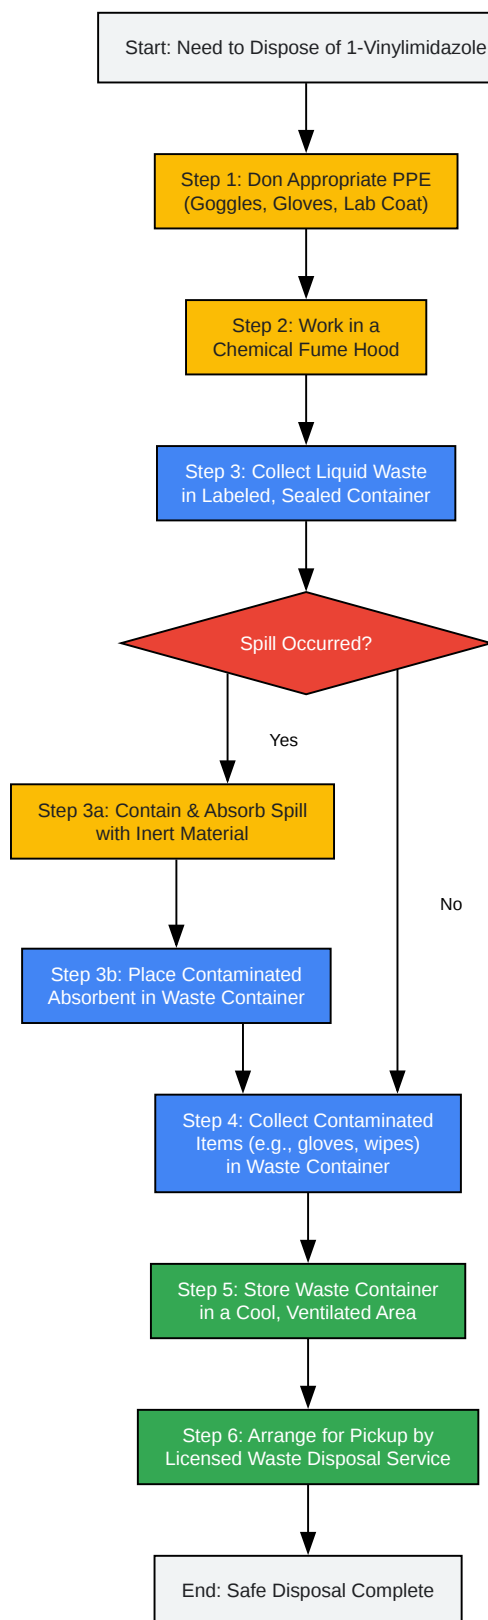 Start: Need to Dispose of 1-Vinylimidazole
Step 1: Don Appropriate PPE
(Goggles, Gloves, Lab Coat)
Step 2: Work in a
Chemical Fume Hood
Step 3: Collect Liquid Waste
in Labeled, Sealed Container
Spill Occurred?
Yes
Step 3a: Contain & Absorb Spill
with Inert Material
No
Step 3b: Place Contaminated
Absorbent in Waste Container
Step 4: Collect Contaminated
Items (e.g., gloves, wipes)
in Waste Container
Step 5: Store Waste Container
in a Cool, Ventilated Area
Step 6: Arrange for Pickup by
Licensed Waste Disposal Service
End: Safe Disposal Complete